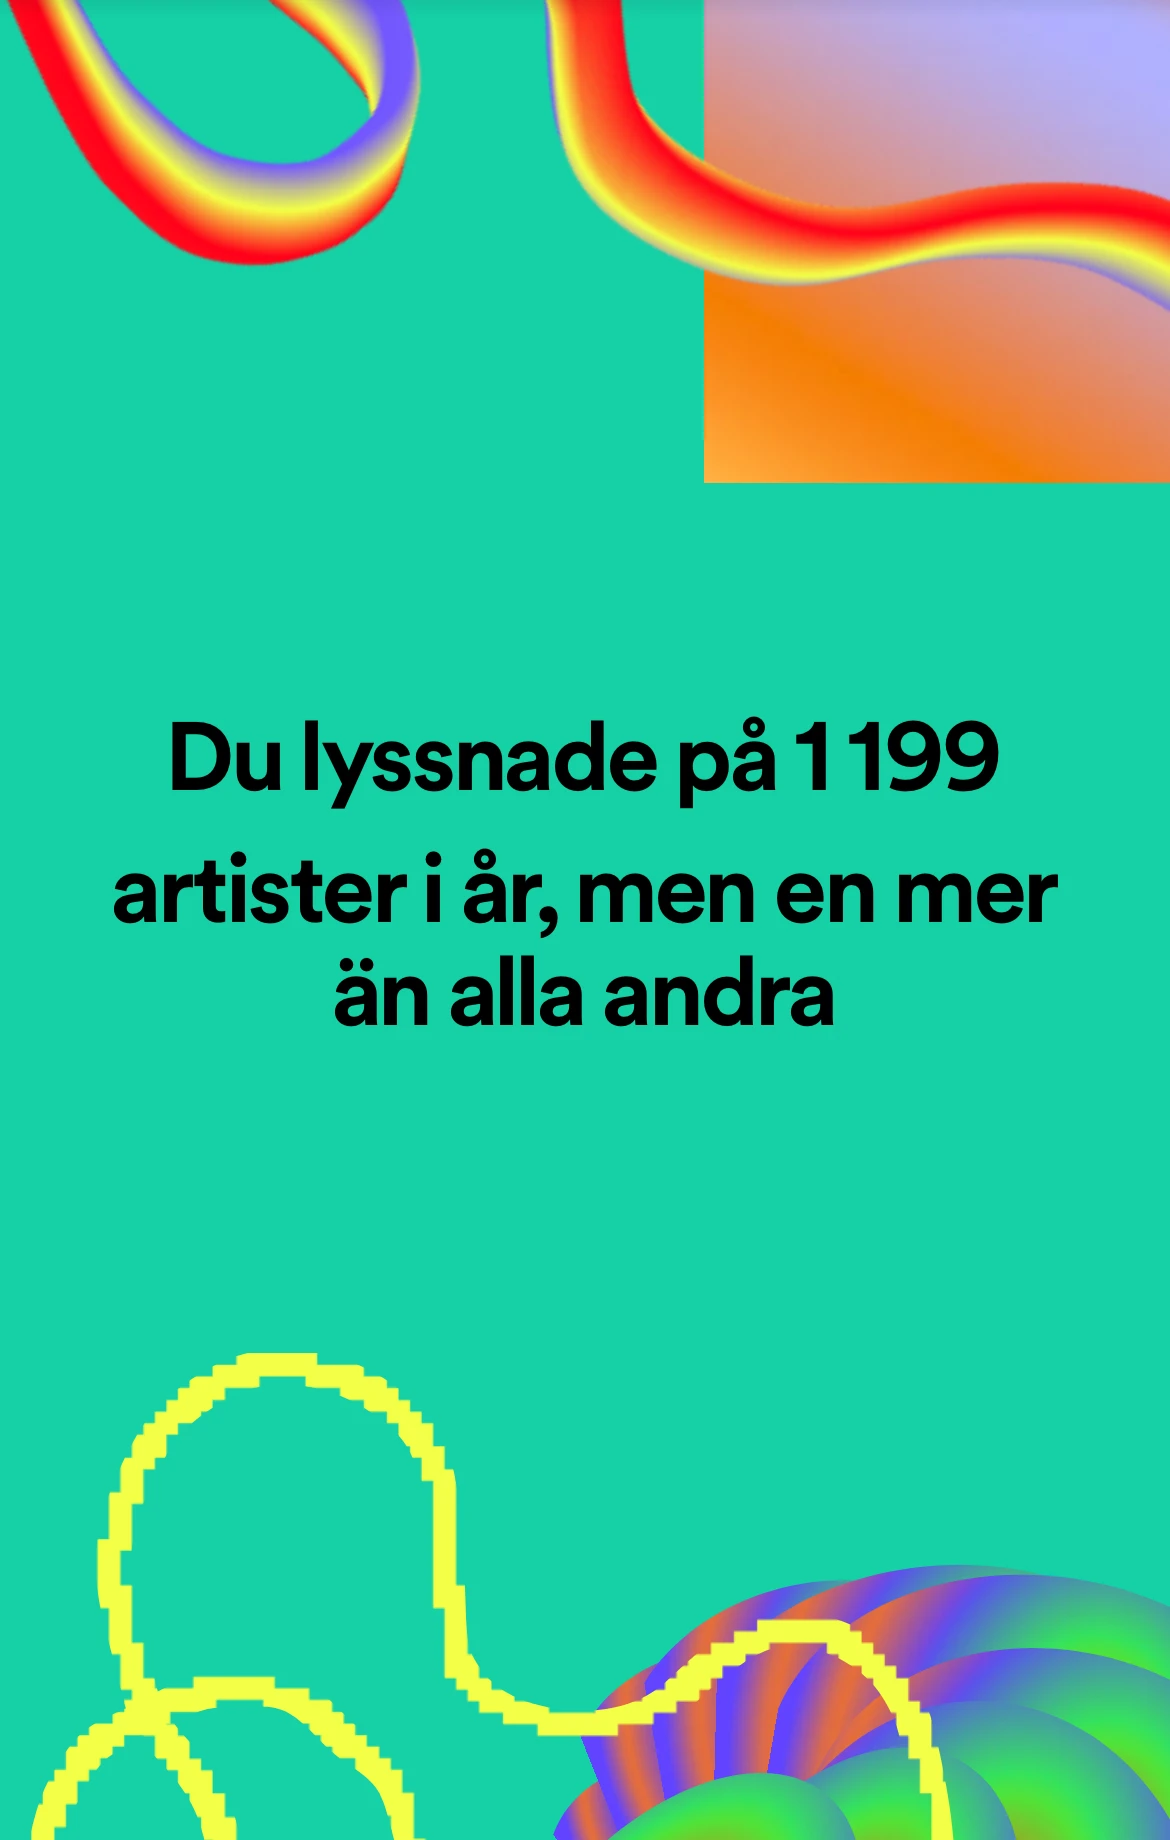 Du lyssnade på 1 199
artister i år, men en mer
än alla andra